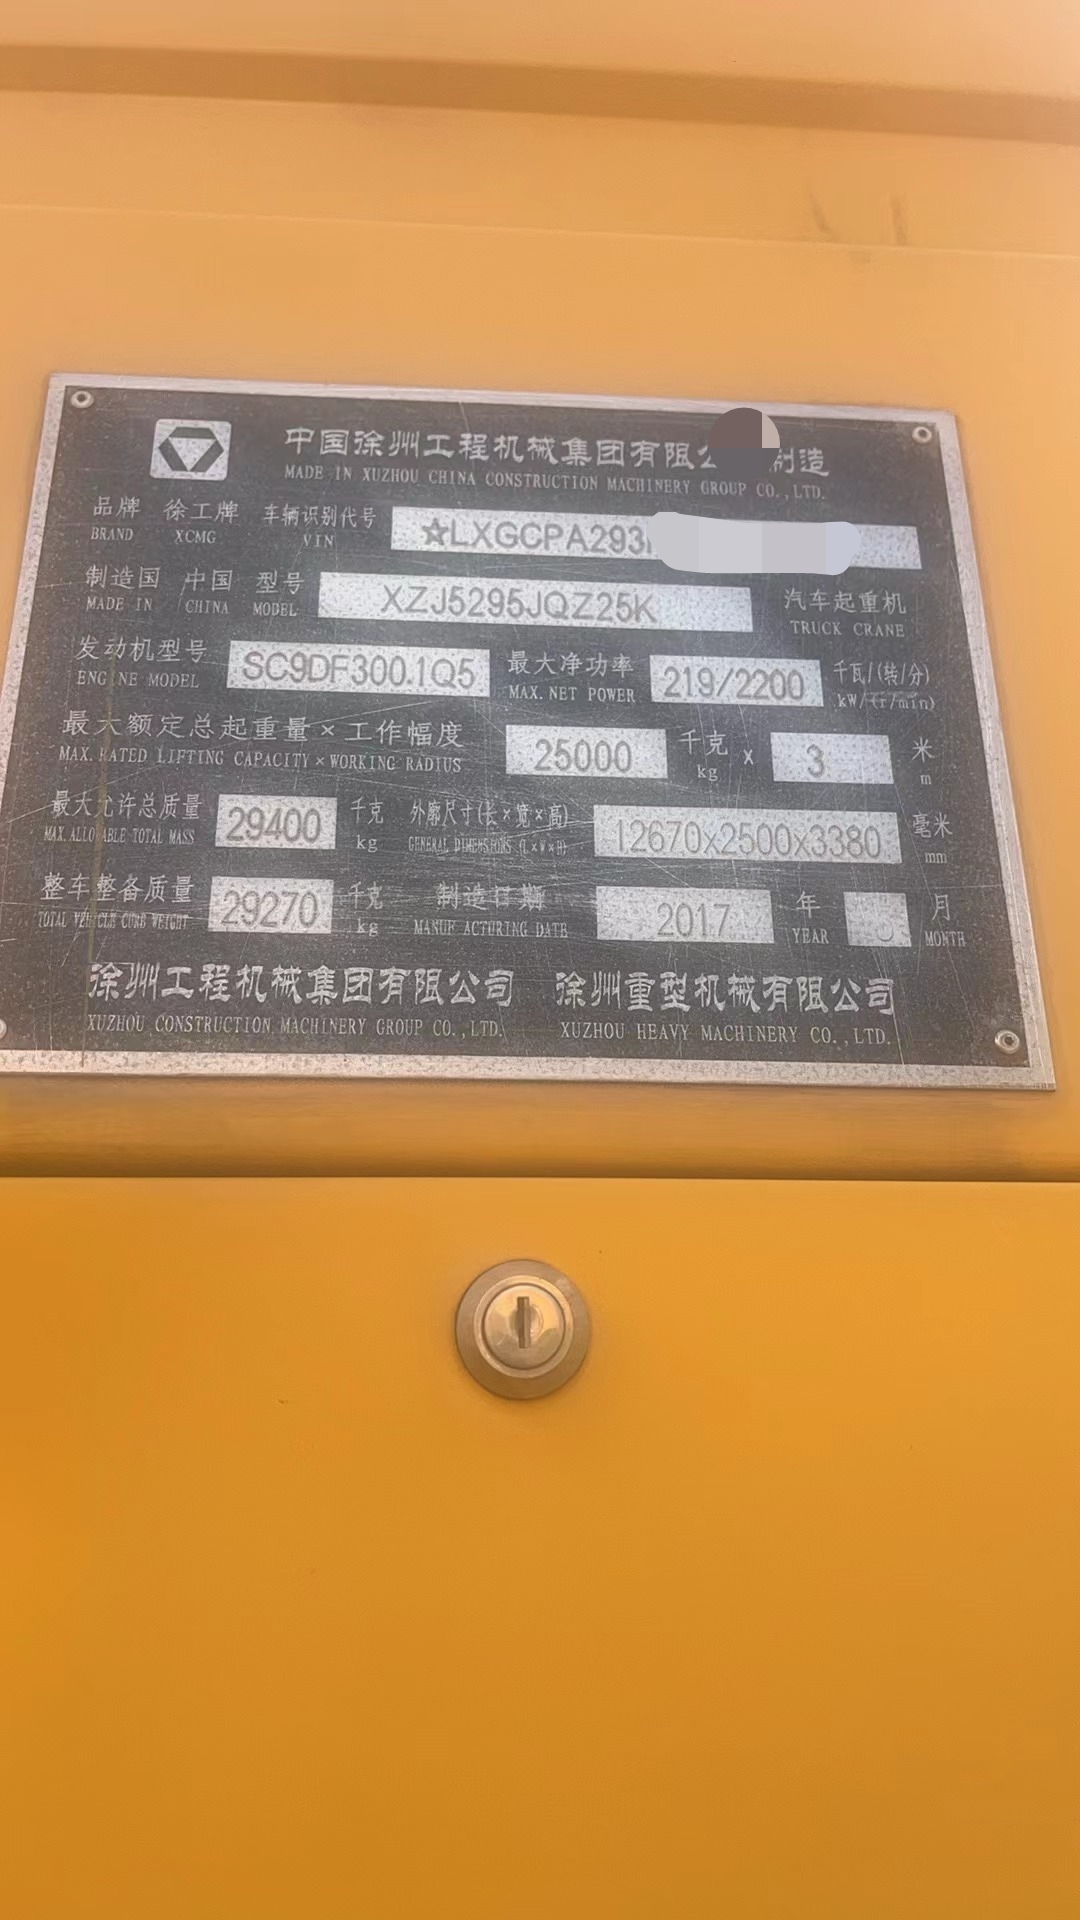 中国徐州工程机械集团有限 制造
MADE IN XUZHOU CHINA CONSTRUCTION MACHINERY GROUP CO.,LTD.
品牌 徐工牌 车辆识别代号 ☆LXGCPA293
BRAND XCMG VIN
制造国 中国 型号 XZJ5295JQZ25K 汽车起重机
MADE IN CHINA MODEL TRUCK CRANE
发动机型号 SC9DF300.1Q5 最大净功率 219/2200 千瓦/(转/分)
ENGINE MODEL MAX.NET POWER kW/(r/min)
最大额定总起重量×工作幅度 25000 千克 x 3 米
MAX.RATED LIFTING CAPACITY×WORKING RADIUS kg m
最大允许总质量 29400 千克 外廓尺寸(长×宽×高) 12670x2500x3380 毫米
MAX.ALLOWABLE TOTAL MASS kg GENERAL DIMENSIONS (L×W×H) mm
整车整备质量 29270 千克 制造日期 2017 年 月
TOTAL VEHICLE CURB WEIGHT kg MANUFACTURING DATE YEAR MONTH
徐州工程机械集团有限公司 徐州重型机械有限公司
XUZHOU CONSTRUCTION MACHINERY GROUP CO.,LTD. XUZHOU HEAVY MACHINERY CO.,LTD.